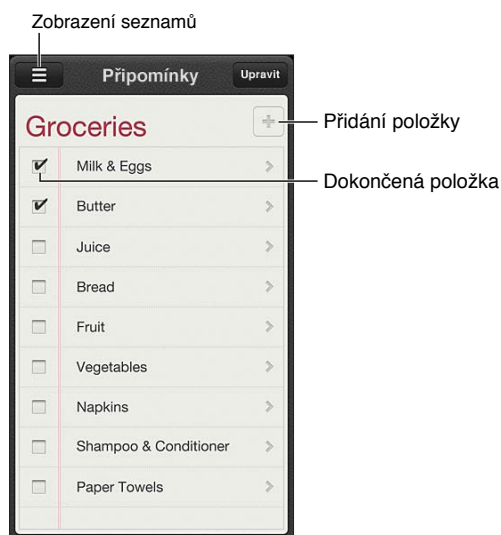 Zobrazení seznamů
Připomínky
Upravit
Groceries
Přidání položky
Milk & Eggs
Dokončená položka
Butter
Juice
Bread
Fruit
Vegetables
Napkins
Shampoo & Conditioner
Paper Towels